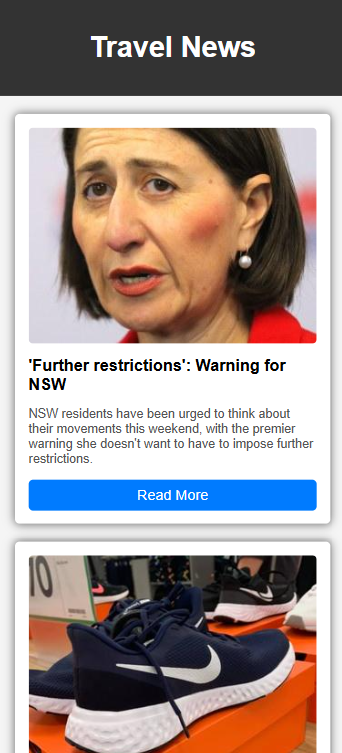 Travel News
'Further restrictions': Warning for
NSW
NSW residents have been urged to think about
their movements this weekend, with the premier
warning she doesn't want to have to impose further
restrictions.
Read More
10